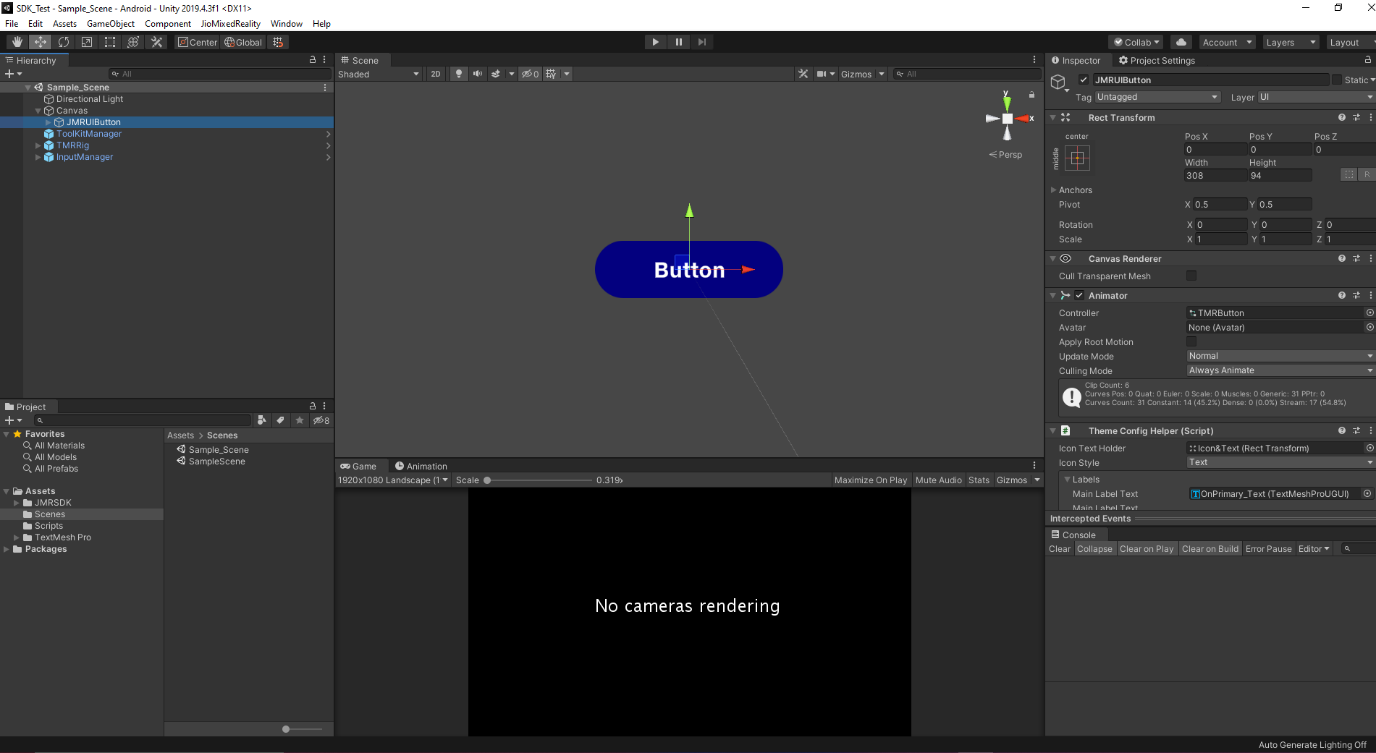 SDK_Test - Sample_Scene - Android - Unity 2019.4.3f1 <DX11>
File Edit Assets GameObject Component JioMixedReality Window Help
Center Global Collab Account Layers Layout
Hierarchy
All
Sample_Scene
Directional Light
Canvas
JMRUIButton
ToolKitManager
TMRRig
InputManager
Scene
Shaded 2D 0 Gizmos All
y
x
Persp
Button
Project
8
Favorites
All Materials
All Models
All Prefabs
Assets
JMRSDK
Scenes
Scripts
TextMesh Pro
Packages
Assets > Scenes
Sample_Scene
SampleScene
Game Animation
1920x1080 Landscape (1 Scale 0.319x Maximize On Play Mute Audio Stats Gizmos
No cameras rendering
Inspector Project Settings
JMRUIButton Static
Tag Untagged Layer UI
Rect Transform
center
middle
Pos X Pos Y Pos Z
0 0 0
Width Height
308 94 R
Anchors
Pivot X 0.5 Y 0.5
Rotation X 0 Y 0 Z 0
Scale X 1 Y 1 Z 1
Canvas Renderer
Cull Transparent Mesh
Animator
Controller TMRButton
Avatar None (Avatar)
Apply Root Motion
Update Mode Normal
Culling Mode Always Animate
Clip Count: 6
Curves Pos: 0 Quat: 0 Euler: 0 Scale: 0 Muscles: 0 Generic: 31 PPtr: 0
Curves Count: 31 Constant: 14 (45.2%) Dense: 0 (0.0%) Stream: 17 (54.8%)
Theme Config Helper (Script)
Icon Text Holder Icon&Text (Rect Transform)
Icon Style Text
Labels
Main Label Text OnPrimary_Text (TextMeshProUGUI)
Main Label Text
Intercepted Events
Console
Clear Collapse Clear on Play Clear on Build Error Pause Editor
Auto Generate Lighting Off